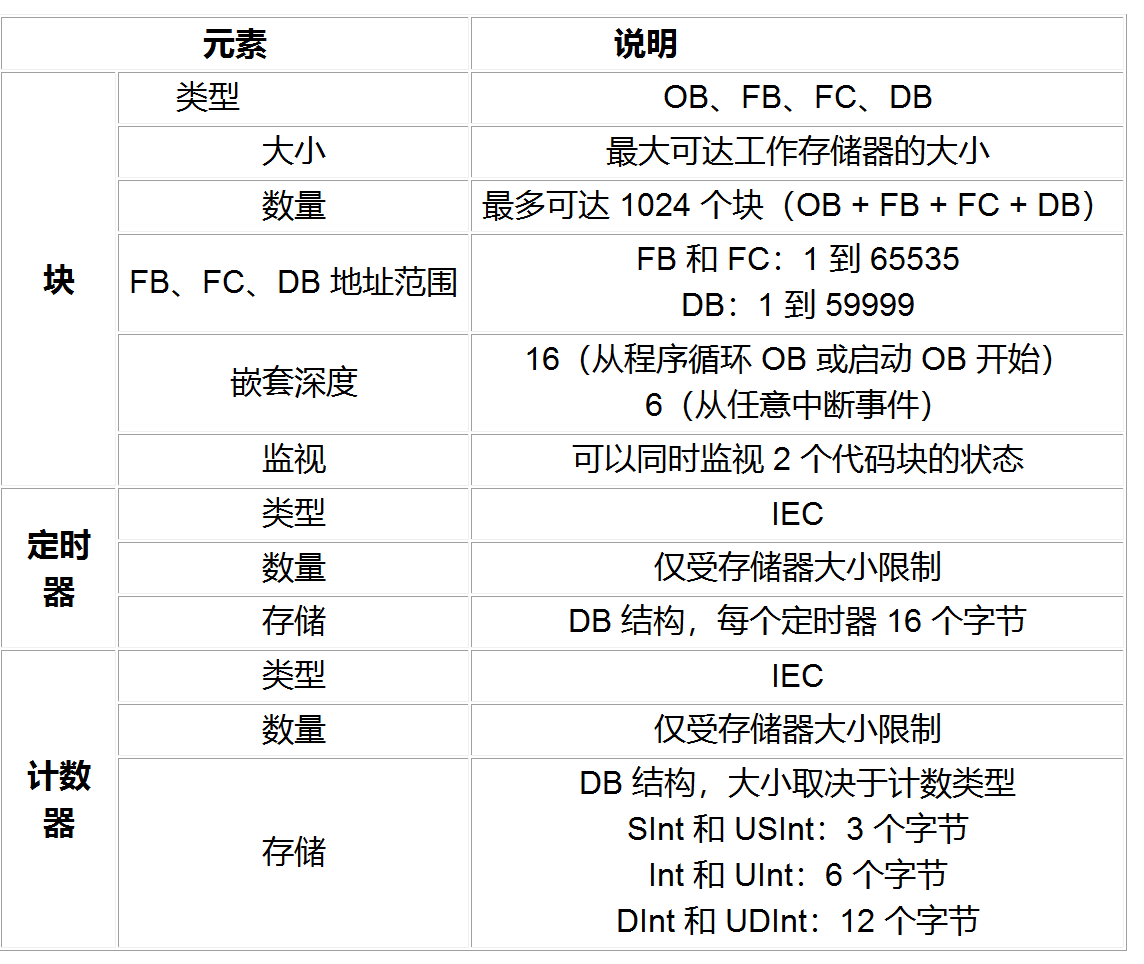 元素 说明
块
类型 OB、FB、FC、DB
大小 最大可达工作存储器的大小
数量 最多可达 1024 个块（OB + FB + FC + DB）
FB、FC、DB 地址范围
FB 和 FC：1 到 65535
DB：1 到 59999
嵌套深度
16（从程序循环 OB 或启动 OB 开始）
6（从任意中断事件）
监视 可以同时监视 2 个代码块的状态
定时
器
类型 IEC
数量 仅受存储器大小限制
存储 DB 结构，每个定时器 16 个字节
计数
器
类型 IEC
数量 仅受存储器大小限制
存储
DB 结构，大小取决于计数类型
SInt 和 USInt：3 个字节
Int 和 UInt：6 个字节
DInt 和 UDInt：12 个字节